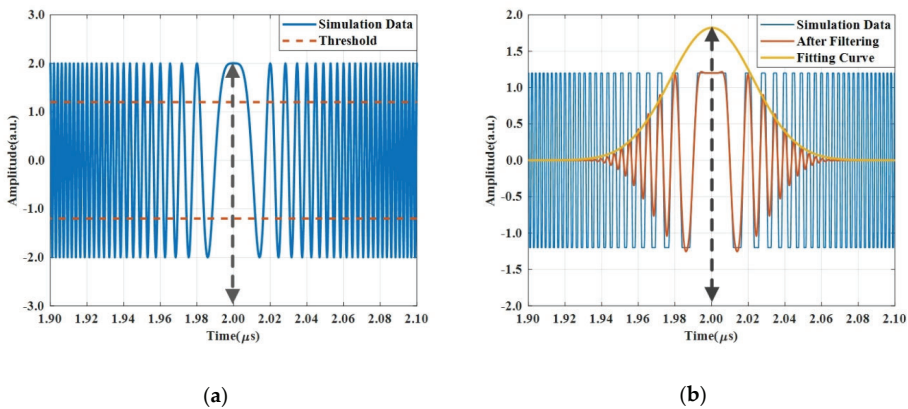 Simulation Data
Threshold
3.0
2.0
1.0
0.0
-1.0
-2.0
-3.0
Amplitude(a.u.)
1.90 1.92 1.94 1.96 1.98 2.00 2.02 2.04 2.06 2.08 2.10
Time(μs)
(a)
Simulation Data
After Filtering
Fitting Curve
2.0
1.5
1.0
0.5
0.0
-0.5
-1.0
-1.5
2.0
Amplitude(a.u.)
1.90 1.92 1.94 1.96 1.98 2.00 2.02 2.04 2.06 2.08 2.10
Time(μs)
(b)